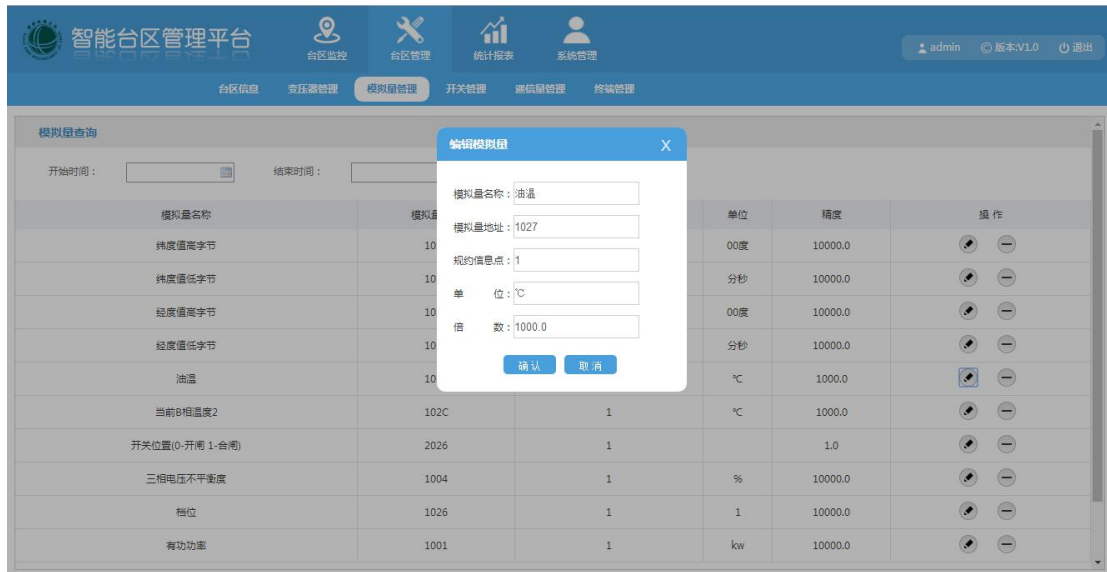 智能台区管理平台
台区监控 台区管理 统计报表 系统管理
admin ©版本:V1.0 退出
台区信息 变压器管理 模拟量管理 开关管理 遥信量管理 终端管理
模拟量查询
开始时间： 结束时间：
编辑模拟量 X
模拟量名称：油温
模拟量地址：1027
规约信息点：1
单 位：℃
倍 数：1000.0
确认 取消
模拟量名称 模拟量 单位 精度 操作
纬度值高字节 10 00度 10000.0
纬度值低字节 10 分秒 10000.0
经度值高字节 10 00度 10000.0
经度值低字节 10 分秒 10000.0
油温 10 ℃ 1000.0
当前B相温度2 102C 1 ℃ 1000.0
开关位置(0-开闸 1-合闸) 2026 1 1.0
三相电压不平衡度 1004 1 % 10000.0
档位 1026 1 1 10000.0
有功功率 1001 1 kw 10000.0